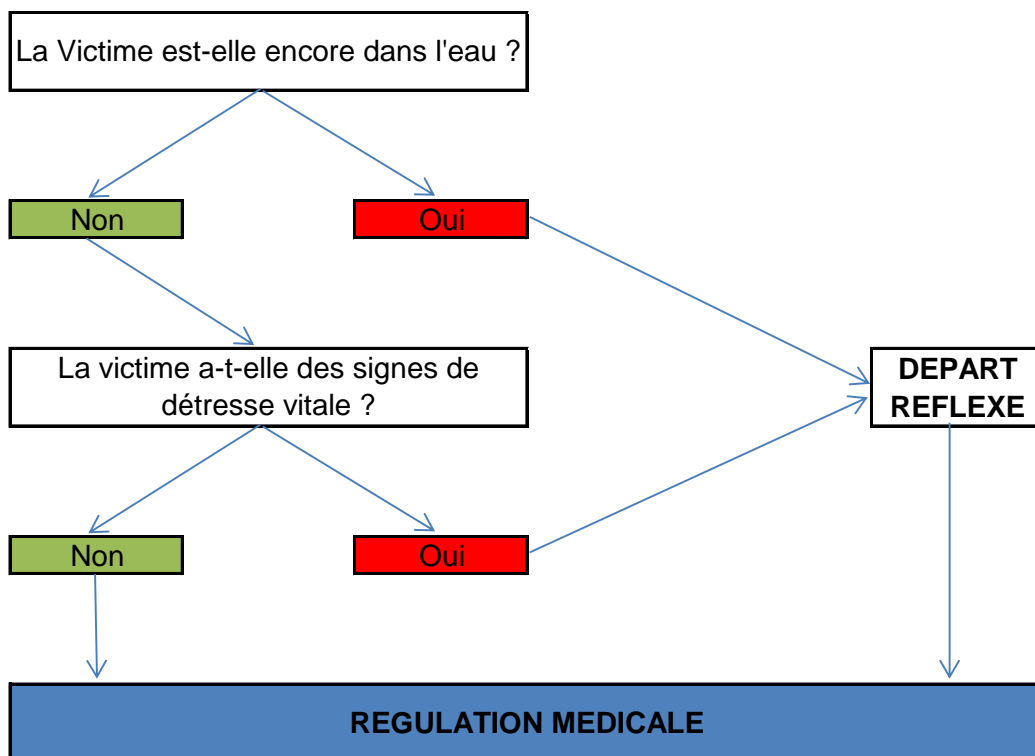 La Victime est-elle encore dans l'eau ?
Non
Oui
La victime a-t-elle des signes de
détresse vitale ?
DEPART
REFLEXE
Non
Oui
REGULATION MEDICALE